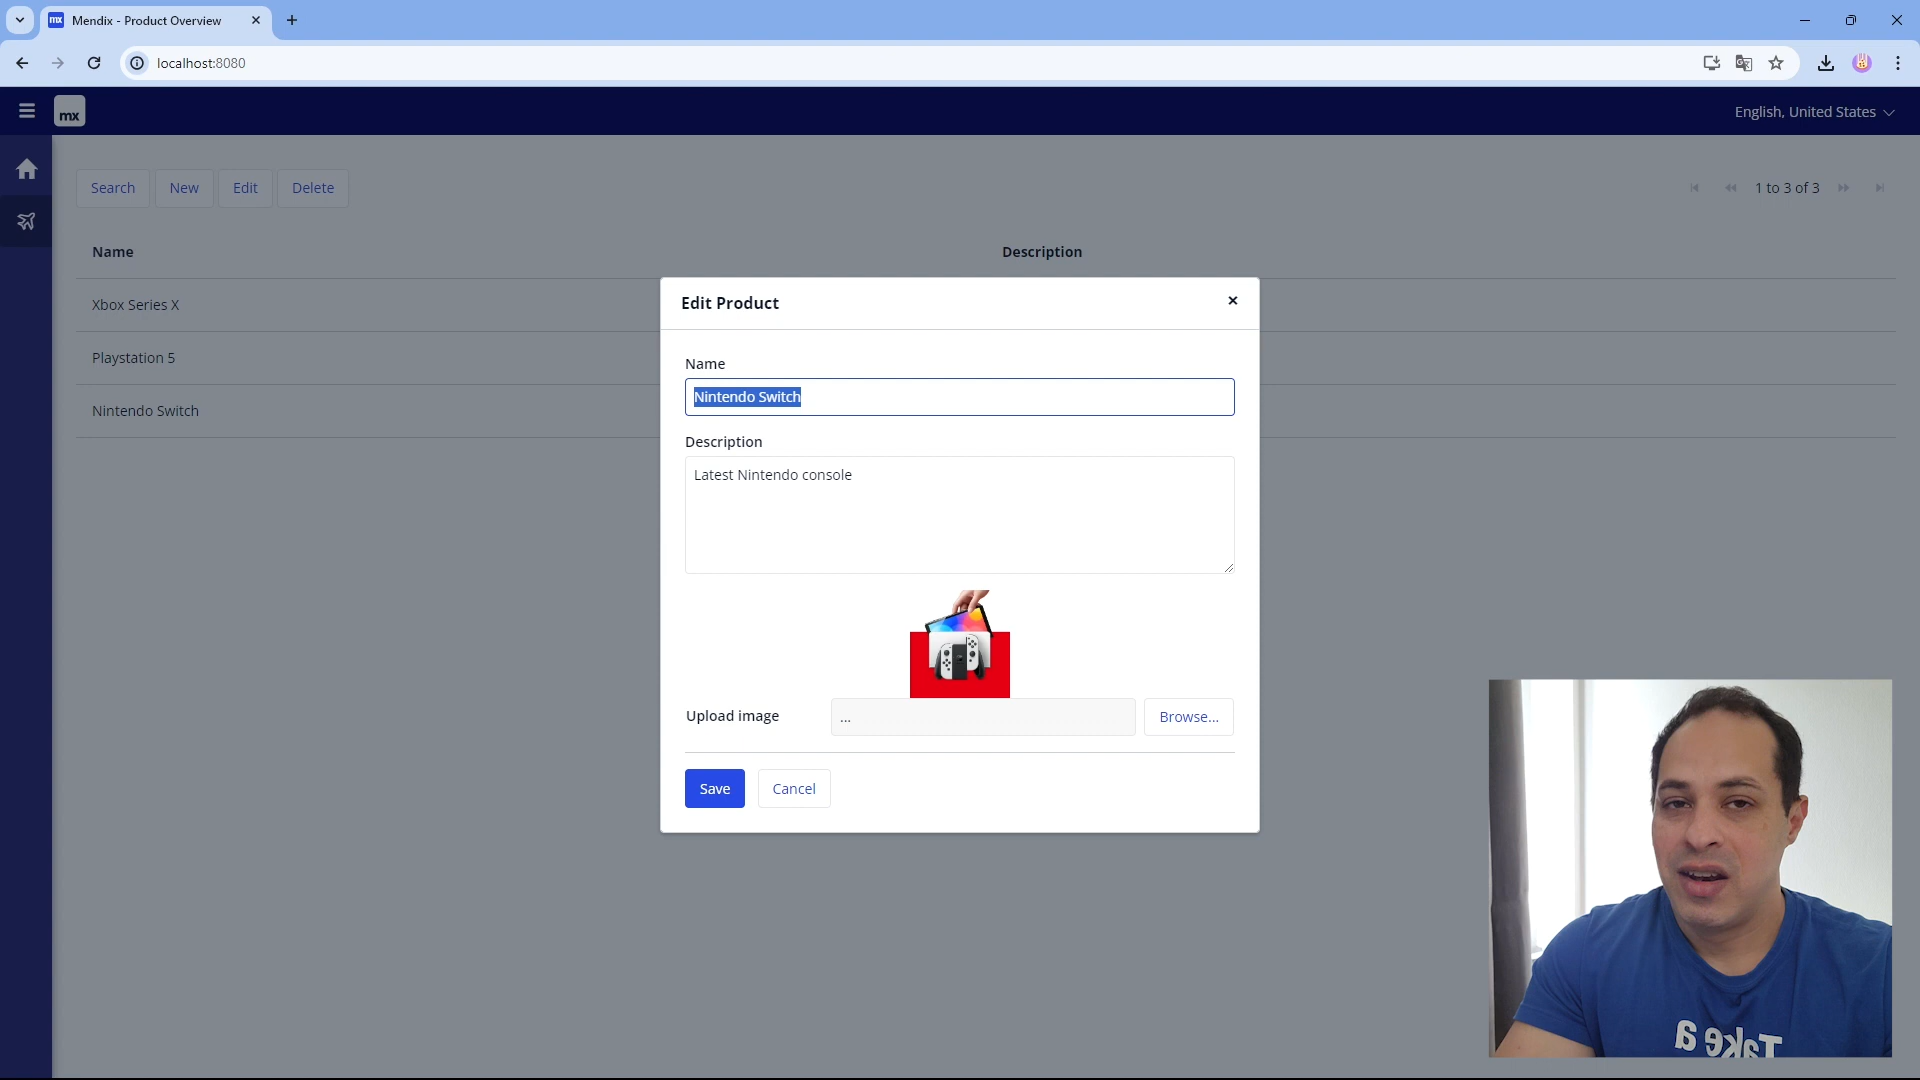 mx Mendix - Product Overview
localhost:8080
mx
English, United States
Search New Edit Delete
1 to 3 of 3
Name Description
Xbox Series X
Playstation 5
Nintendo Switch
Edit Product
Name
Nintendo Switch
Description
Latest Nintendo console
Upload image
...
Browse...
Save Cancel
Take a